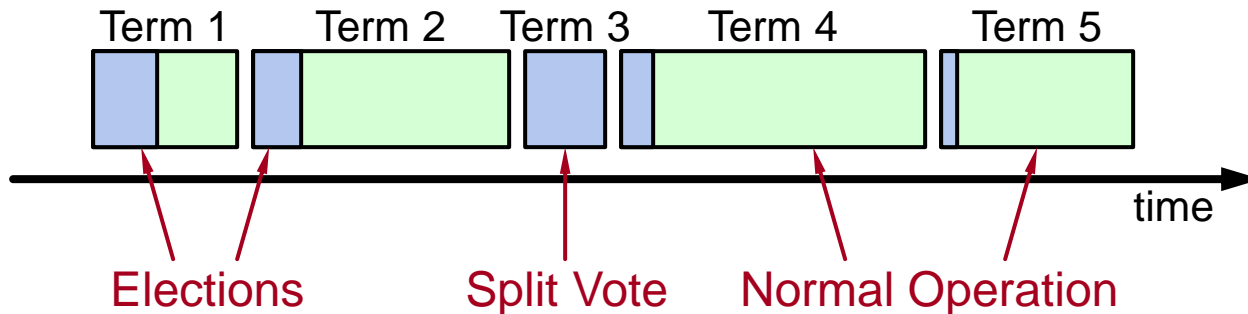 Term 1 Term 2 Term 3 Term 4 Term 5
time
Elections Split Vote Normal Operation